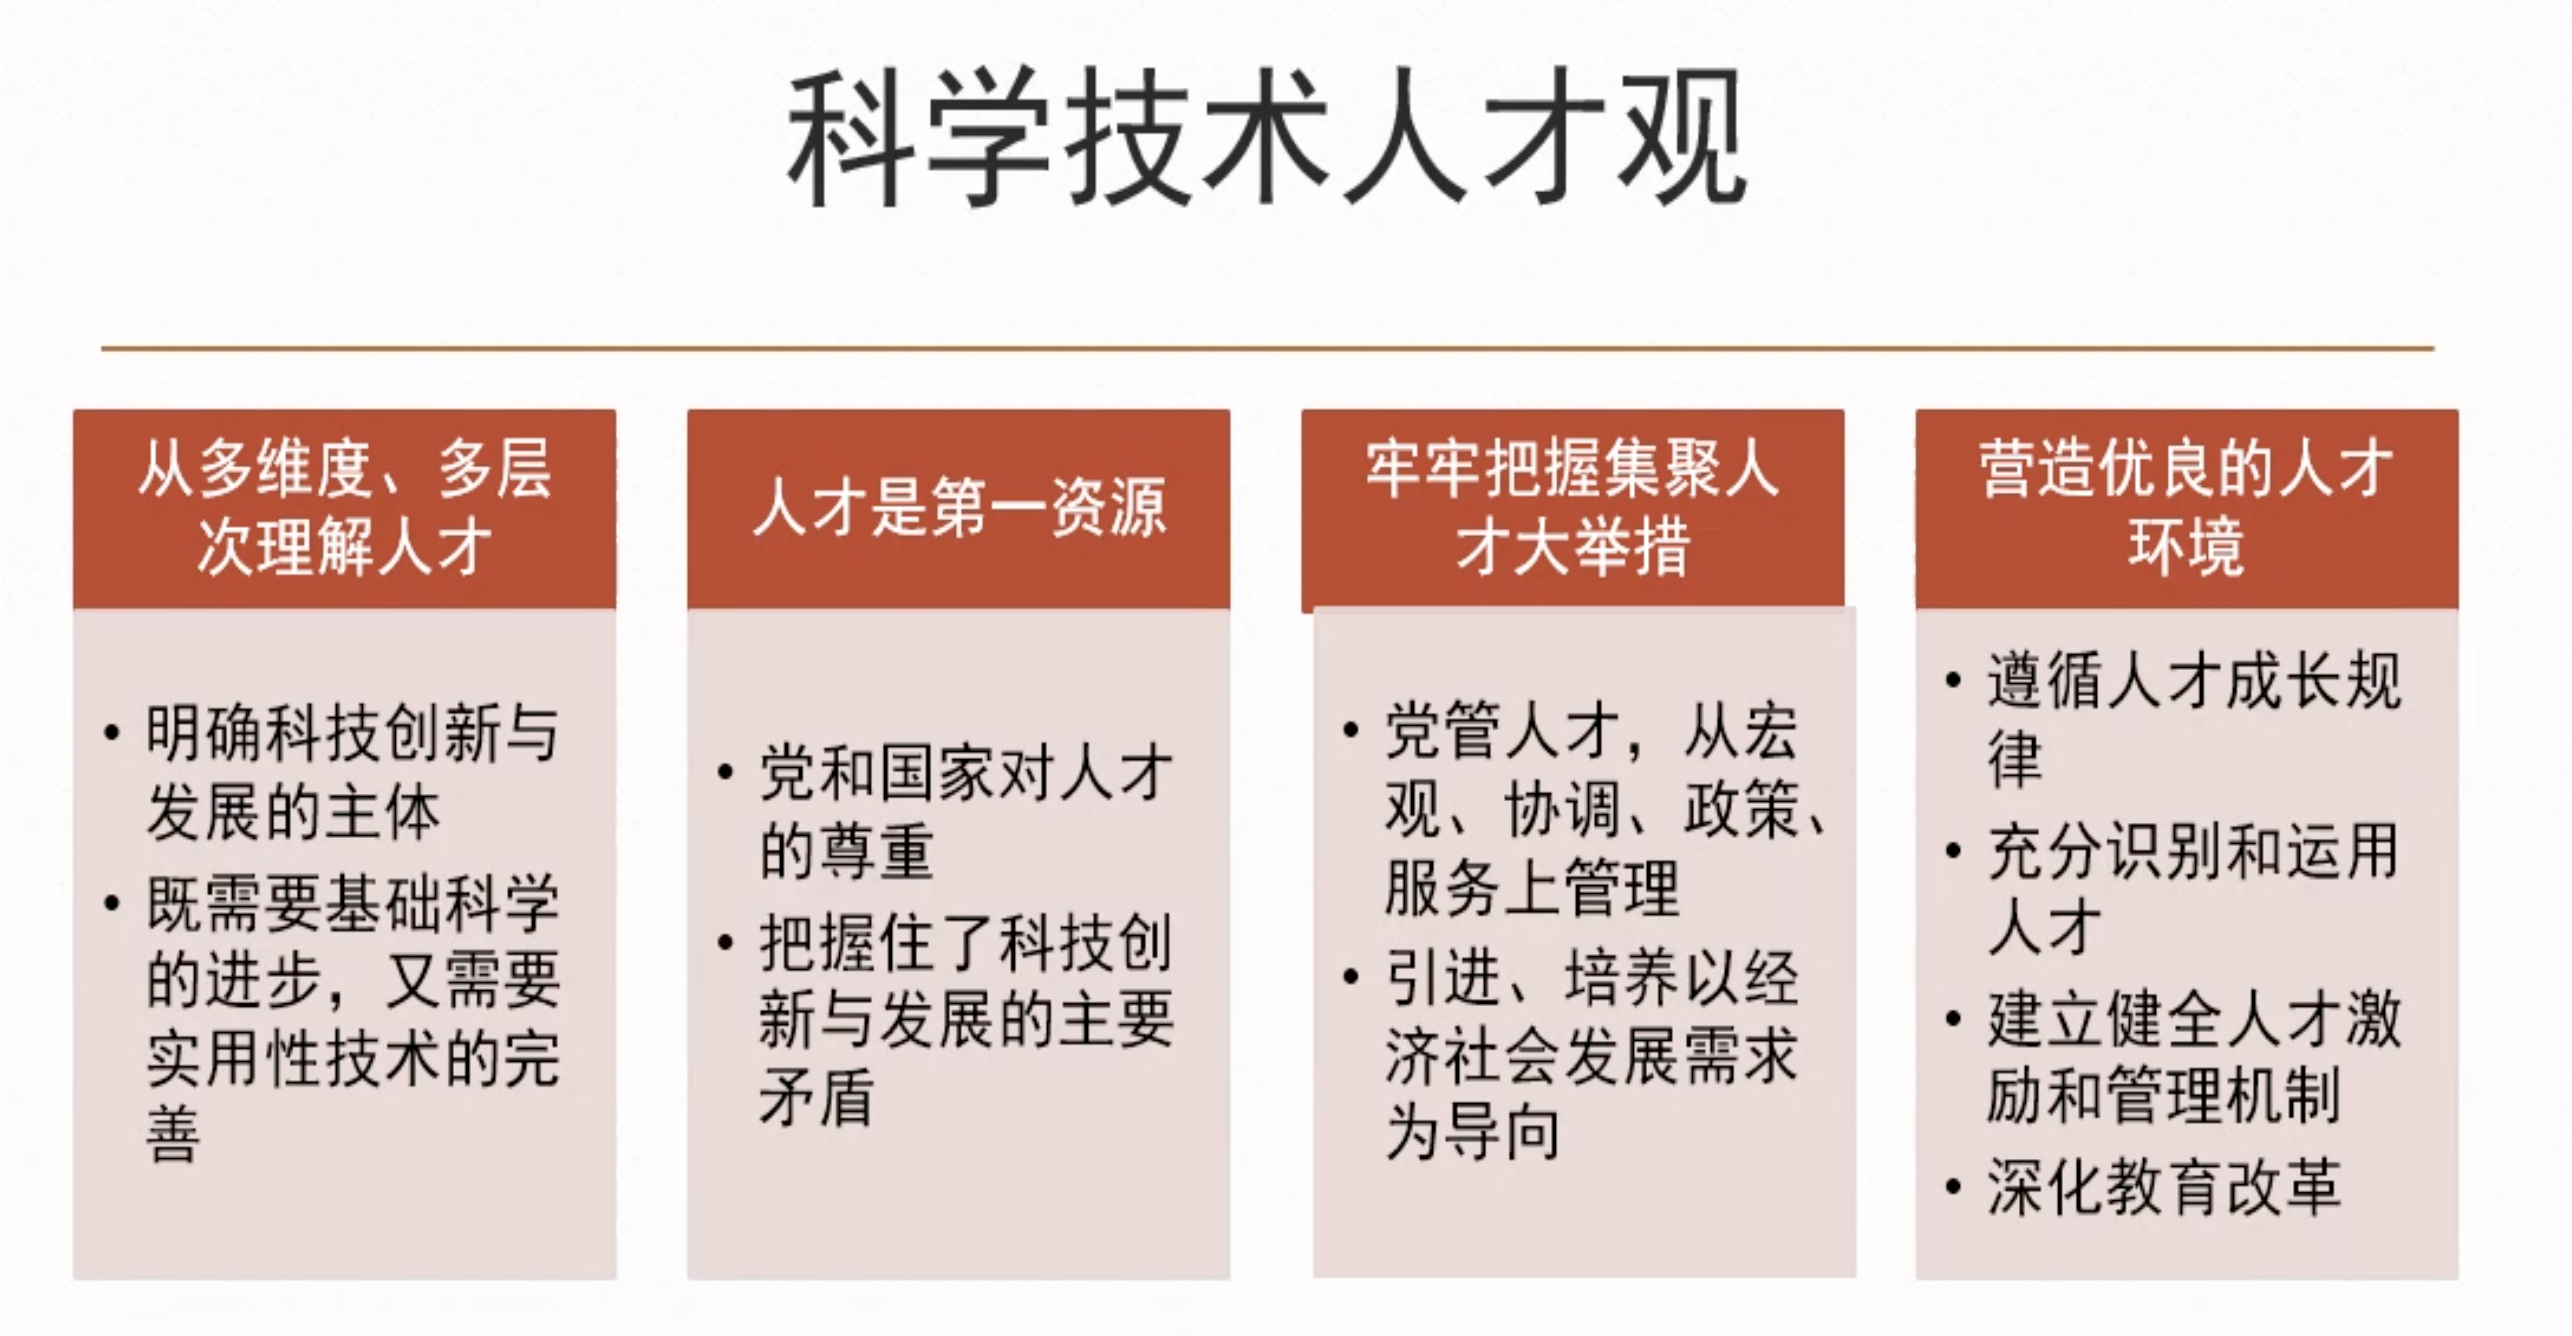 科学技术人才观
从多维度、多层
次理解人才
• 明确科技创新与
发展的主体
• 既需要基础科学
的进步，又需要
实用性技术的完
善
人才是第一资源
• 党和国家对人才
的尊重
• 把握住了科技创
新与发展的主要
矛盾
牢牢把握集聚人
才大举措
• 党管人才，从宏
观、协调、政策、
服务上管理
• 引进、培养以经
济社会发展需求
为导向
营造优良的人才
环境
• 遵循人才成长规
律
• 充分识别和运用
人才
• 建立健全人才激
励和管理机制
• 深化教育改革